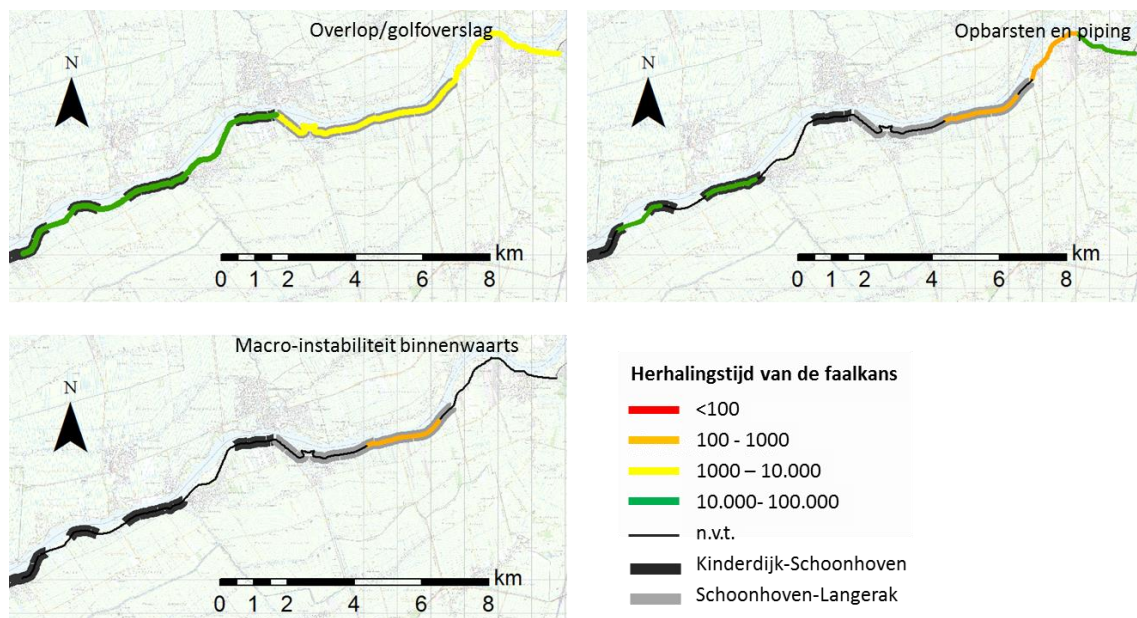 Overlop/golfoverslag
N
km
0 1 2 4 6 8
Opbarsten en piping
N
km
0 1 2 4 6 8
Macro-instabiliteit binnenwaarts
N
km
0 1 2 4 6 8
Herhalingstijd van de faalkans
<100
100 - 1000
1000 – 10.000
10.000- 100.000
n.v.t.
Kinderdijk-Schoonhoven
Schoonhoven-Langerak